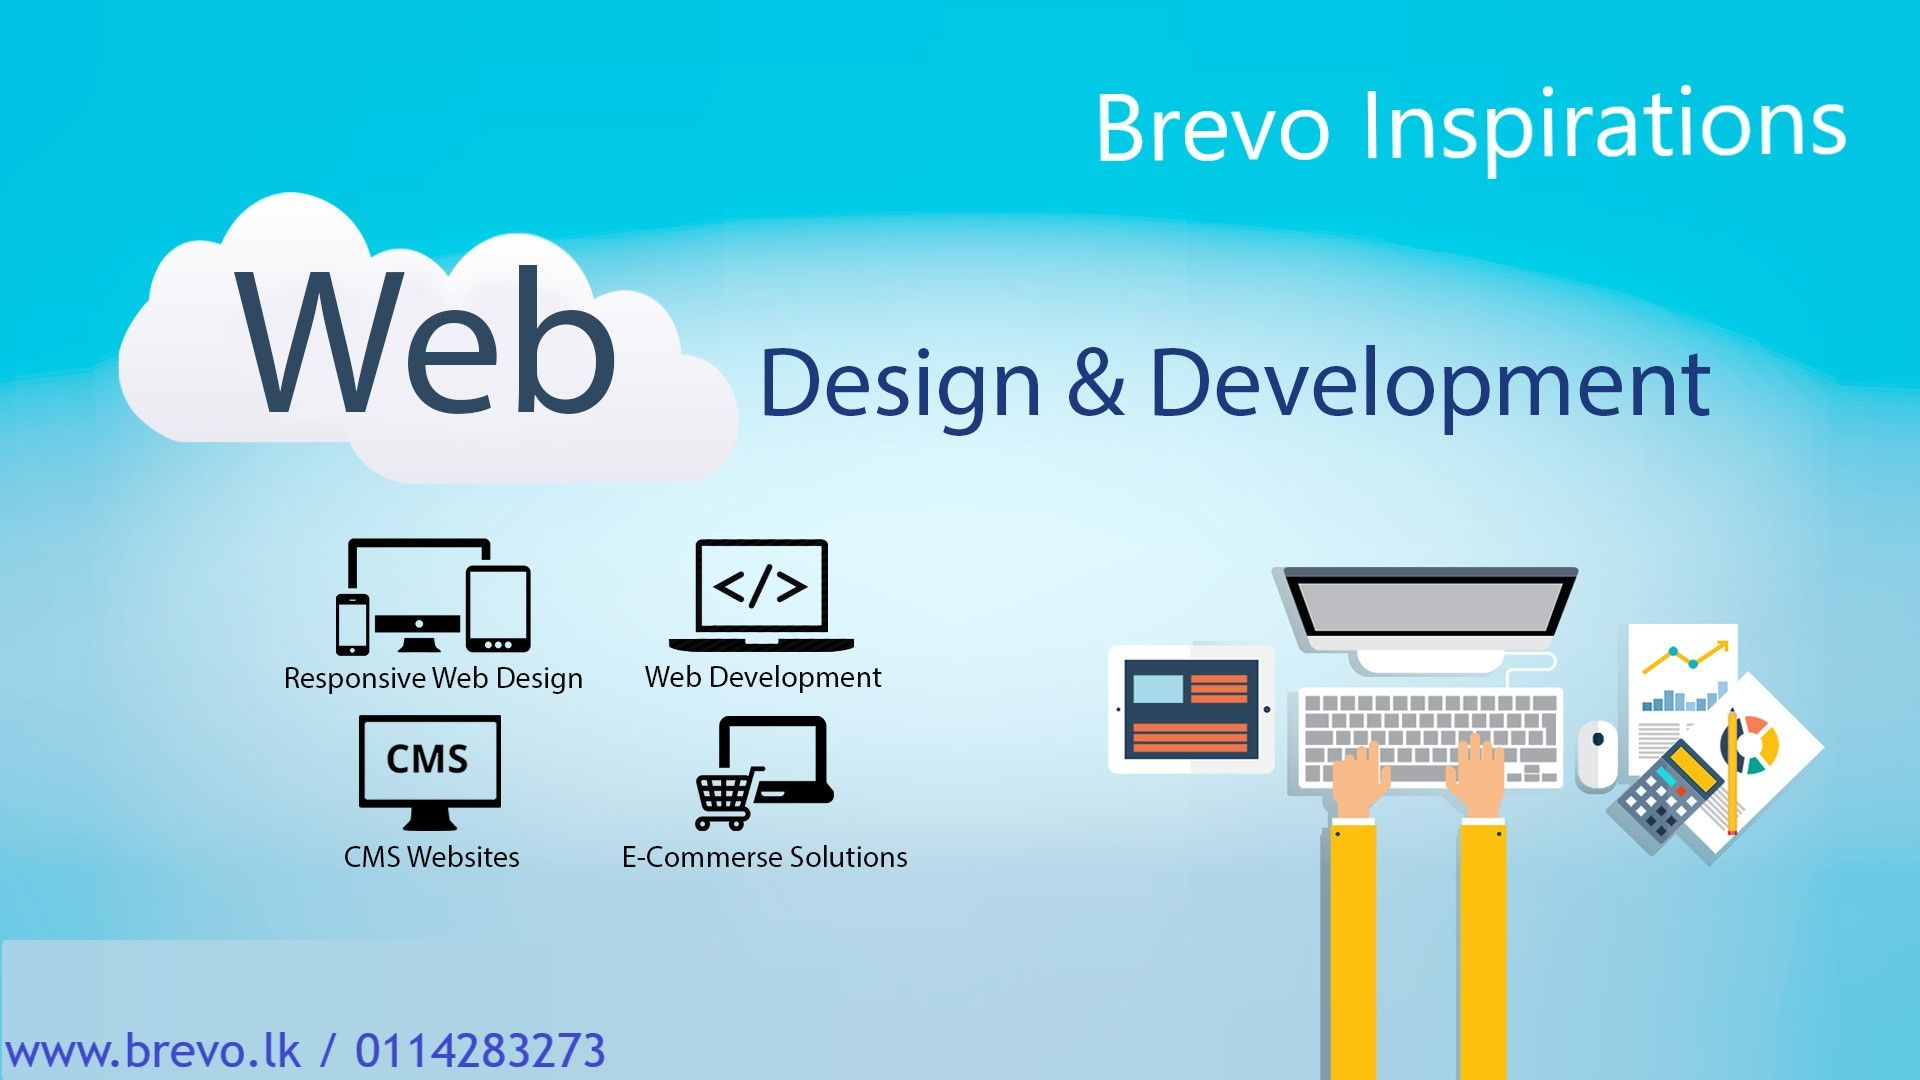 Brevo Inspirations
Web
Design & Development
</>
Responsive Web Design
Web Development
CMS
CMS Websites
E-Commerse Solutions
www.brevo.lk / 0114283273